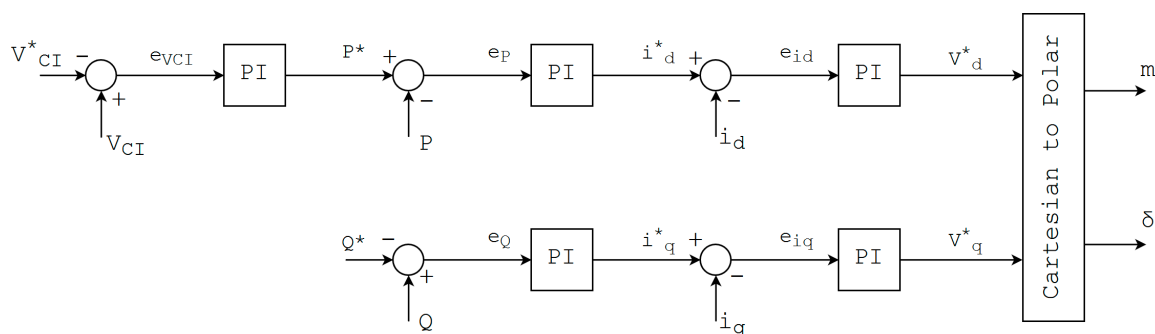 V*CI − eVCI PI P* + eP PI i*d + eid PI V*d
+ − −
VCI P id
m
Cartesian to Polar
δ
Q* − eQ PI i*q + eiq PI V*q
+ −
Q iq